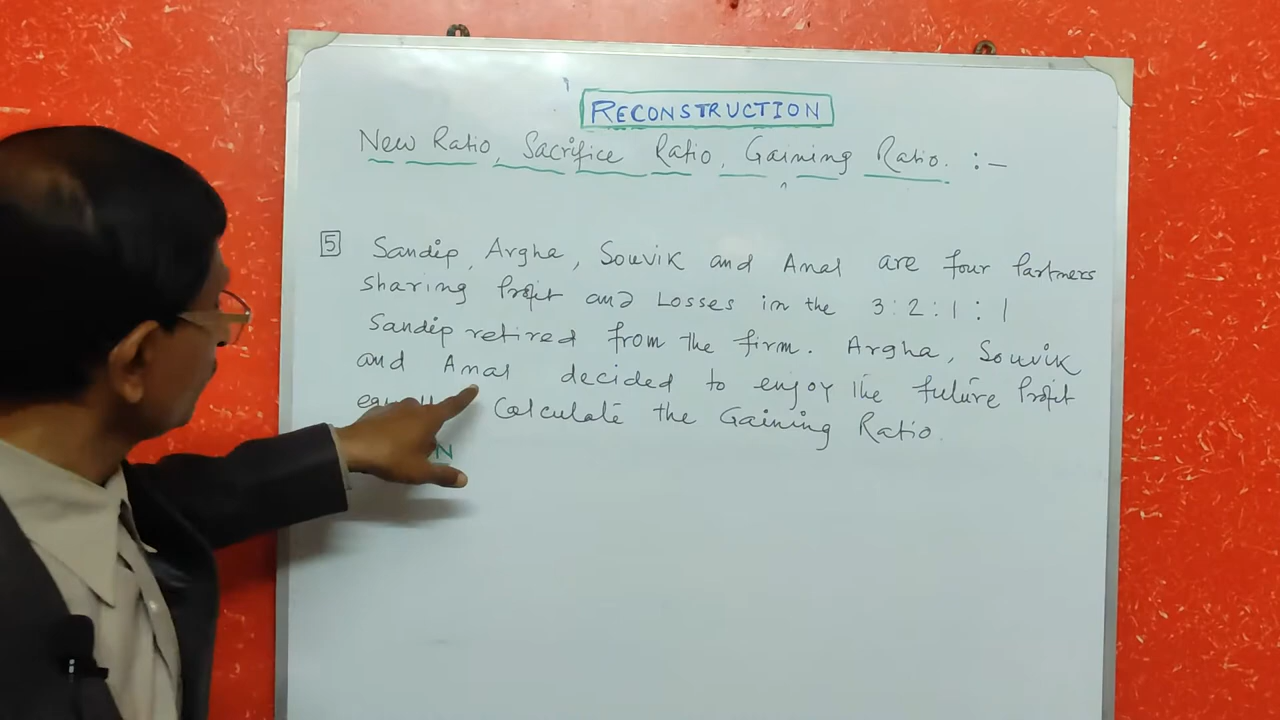 RECONSTRUCTION
New Ratio, Sacrifice Ratio, Gaining Ratio. :-
5 Sandip, Argha, Souvik and Amal are four Partners
sharing Profit and Losses in the 3:2:1:1
Sandip retired from the firm. Argha, Souvik
and Amal decided to enjoy the future Profit
Calculate the Gaining Ratio.
N